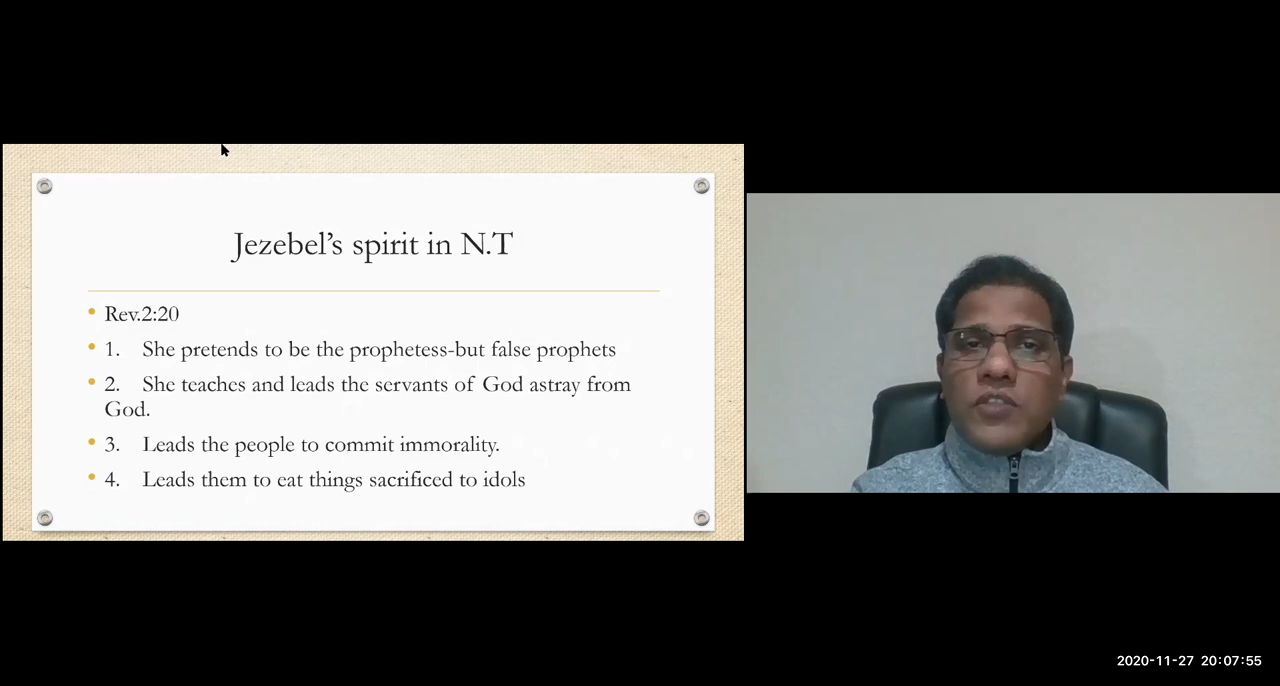 Jezebel’s spirit in N.T
• Rev.2:20
• 1. She pretends to be the prophetess-but false prophets
• 2. She teaches and leads the servants of God astray from
God.
• 3. Leads the people to commit immorality.
• 4. Leads them to eat things sacrificed to idols
2020-11-27 20:07:55